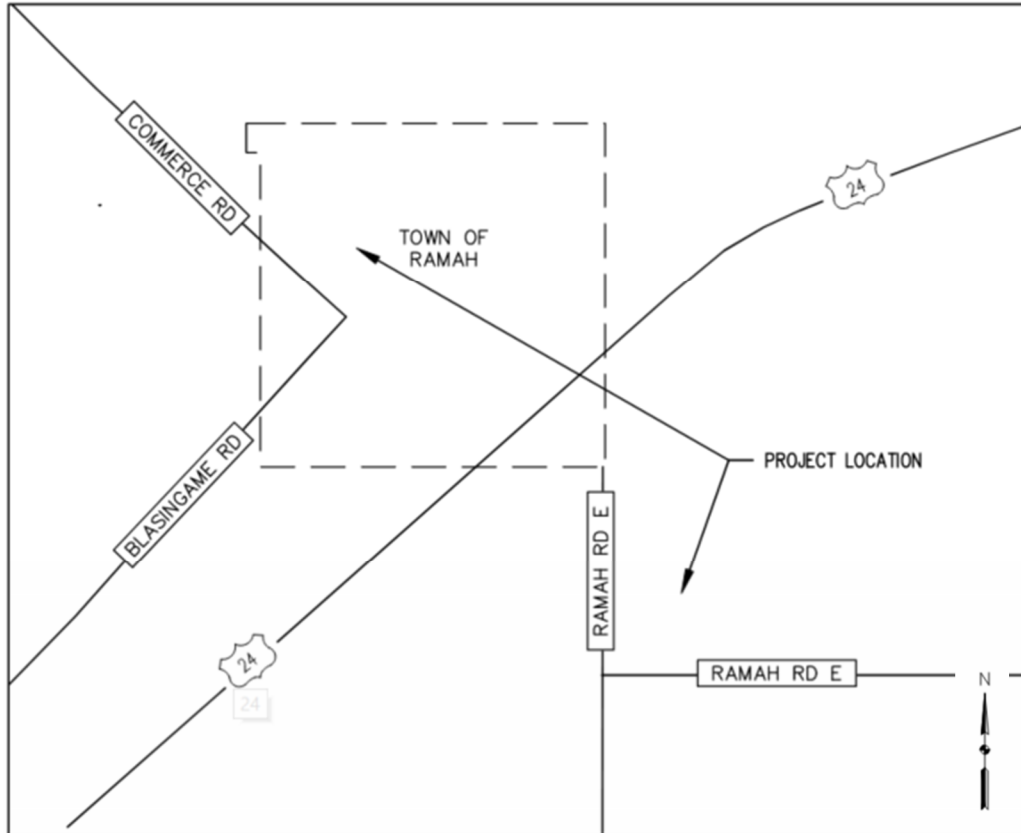 COMMERCE RD
24
TOWN OF
RAMAH
BLASINGAME RD
PROJECT LOCATION
RAMAH RD E
24
24
RAMAH RD E
N